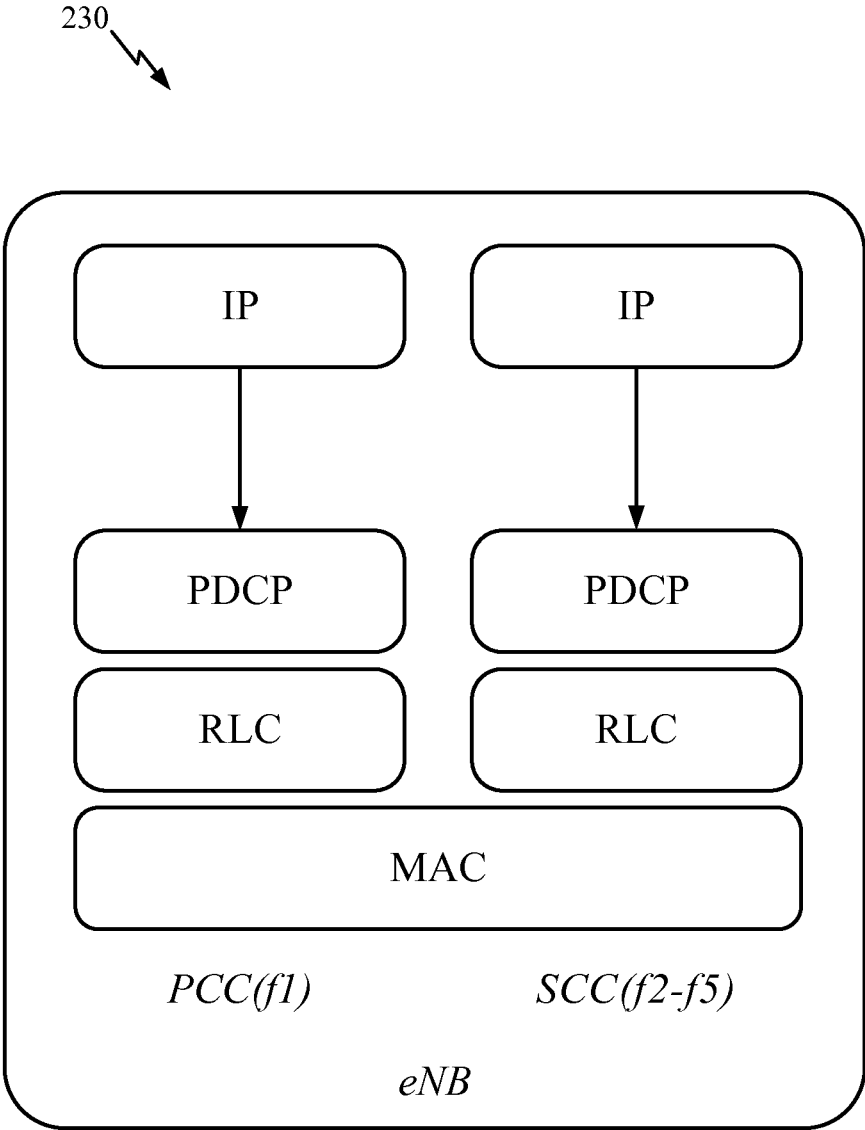 230
IP IP
PDCP PDCP
RLC RLC
MAC
PCC(f1) SCC(f2-f5)
eNB